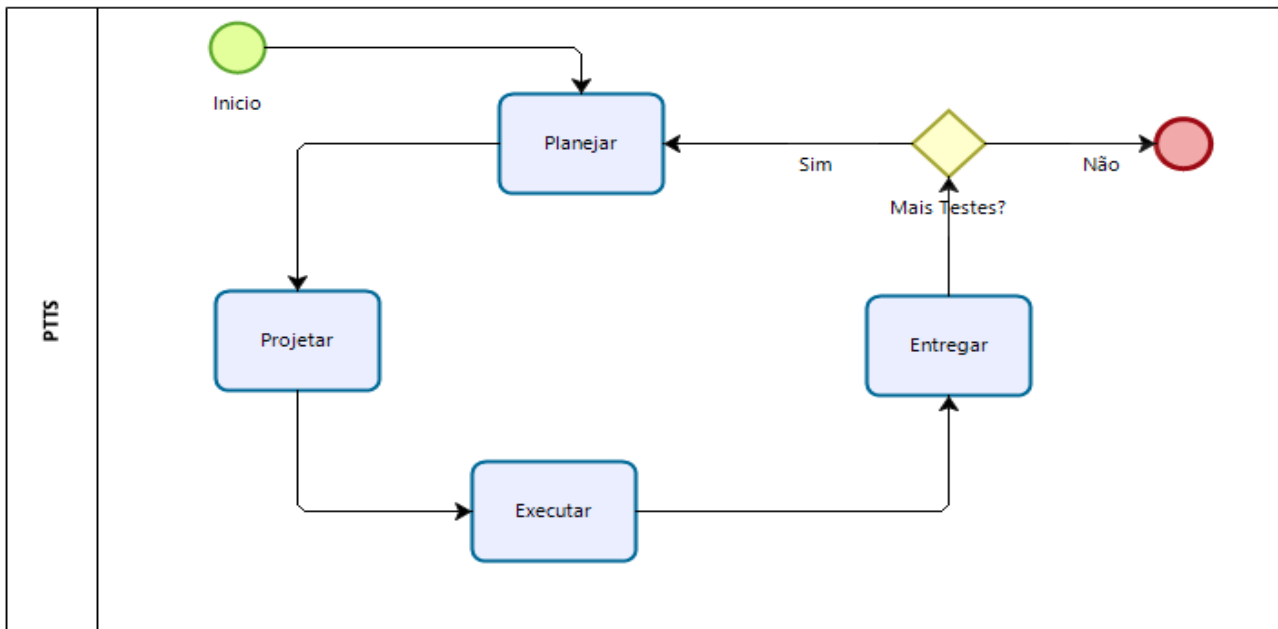 PTTS
Inicio
Planejar
Sim
Não
Mais Testes?
Projetar
Entregar
Executar